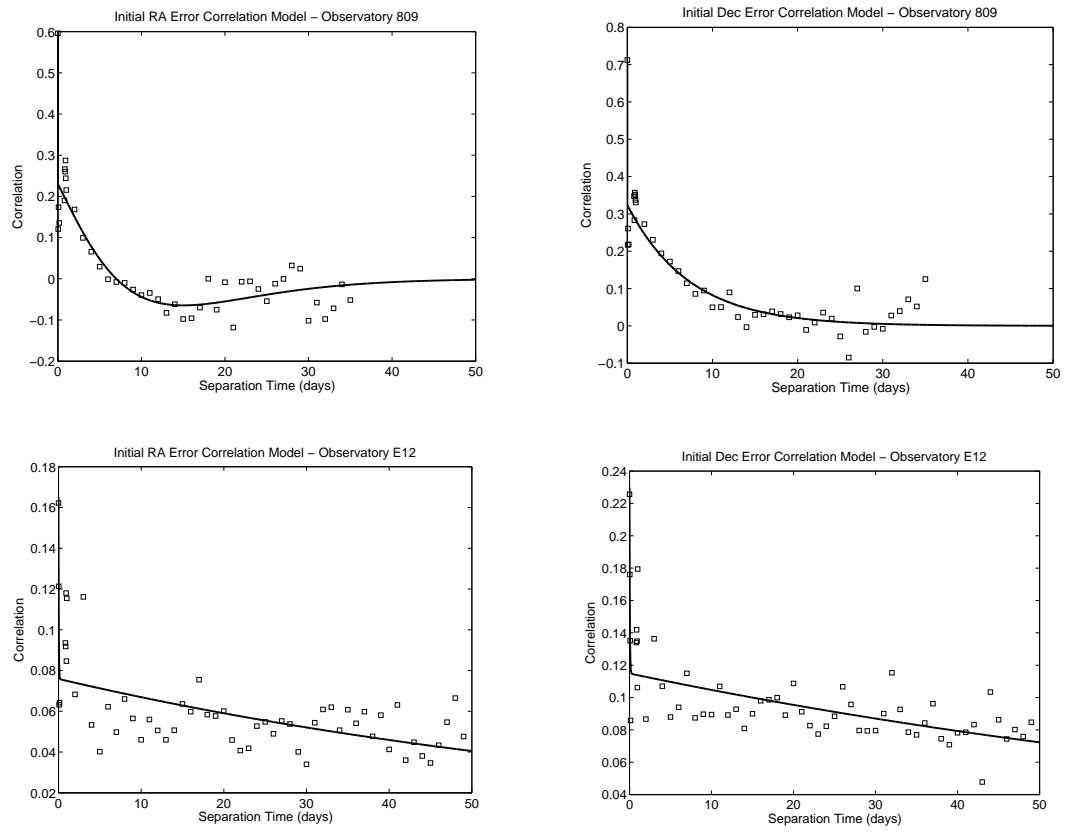 Initial RA Error Correlation Model – Observatory 809
0.6
0.5
0.4
0.3
0.2
0.1
0
−0.1
−0.2
Correlation
0 10 20 30 40 50
Separation Time (days)
Initial Dec Error Correlation Model – Observatory 809
0.8
0.7
0.6
0.5
0.4
0.3
0.2
0.1
0
−0.1
Correlation
0 10 20 30 40 50
Separation Time (days)
Initial RA Error Correlation Model – Observatory E12
0.18
0.16
0.14
0.12
0.1
0.08
0.06
0.04
0.02
Correlation
0 10 20 30 40 50
Separation Time (days)
Initial Dec Error Correlation Model – Observatory E12
0.24
0.22
0.2
0.18
0.16
0.14
0.12
0.1
0.08
0.06
0.04
Correlation
0 10 20 30 40 50
Separation Time (days)